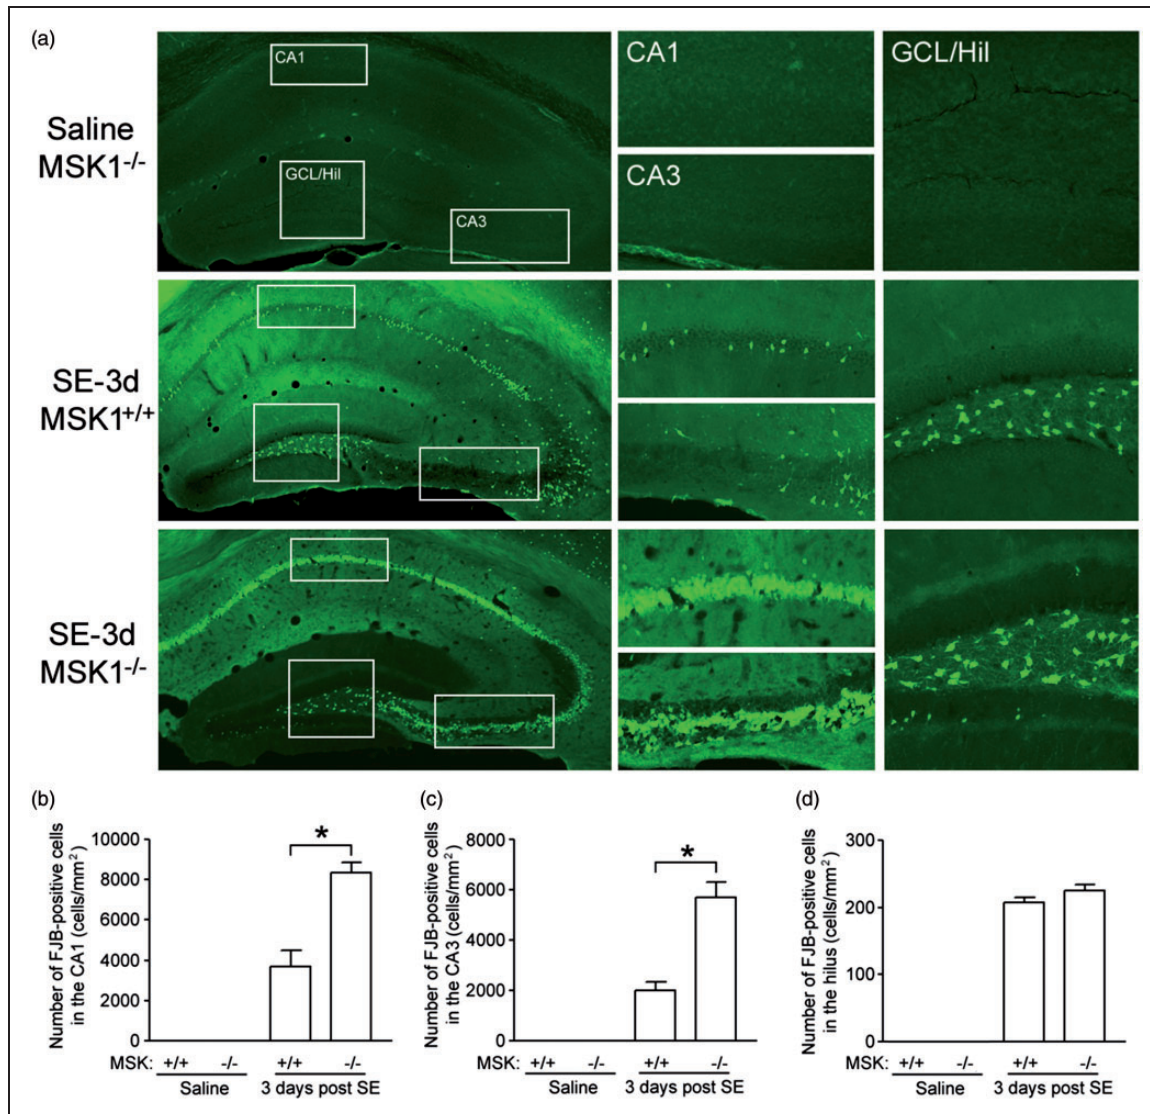 (a)
CA1
GCL/Hil
CA3
CA1
GCL/Hil
CA3
Saline
MSK1-/-
SE-3d
MSK1+/+
SE-3d
MSK1-/-
(b)
Number of FJB-positive cells
in the CA1 (cells/mm2)
10000
8000
6000
4000
2000
0
*
MSK: +/+ -/- +/+ -/-
Saline 3 days post SE
(c)
Number of FJB-positive cells
in the CA3 (cells/mm2)
8000
6000
4000
2000
0
*
MSK: +/+ -/- +/+ -/-
Saline 3 days post SE
(d)
Number of FJB-positive cells
in the hilus (cells/mm2)
300
200
100
0
MSK: +/+ -/- +/+ -/-
Saline 3 days post SE